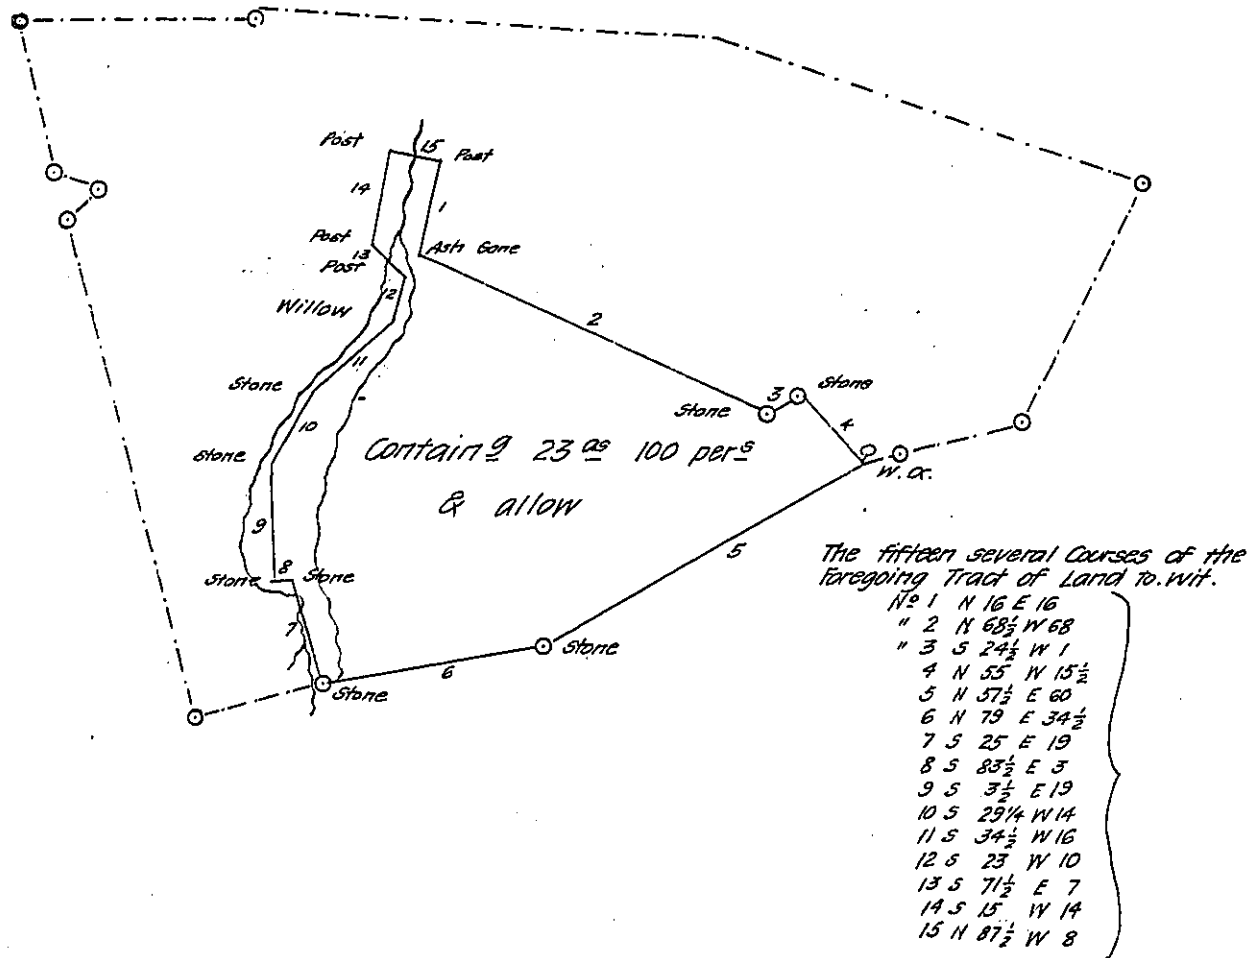 Post
15
Post
14
1
Post
13
Ash Gone
Post
12
Willow
2
11
Stone
3
Stone
Stone
4
10
Stone
Containg 23 as 100 pers
& allow
W. O.
9
5
8
Stone
Stone
7
Stone
6
Stone
The fifteen several Courses of the
Foregoing Tract of Land to.wit.
No 1 N 16 E 16
" 2 N 68½ W 68
" 3 S 24½ W 1
4 N 55 W 15½
5 N 57½ E 60
6 N 79 E 34½
7 S 25 E 19
8 S 83½ E 3
9 S 3½ E 19
10 S 29¼ W 14
11 S 34½ W 16
12 S 23 W 10
13 S 71½ E 7
14 S 15 W 14
15 N 87½ W 8